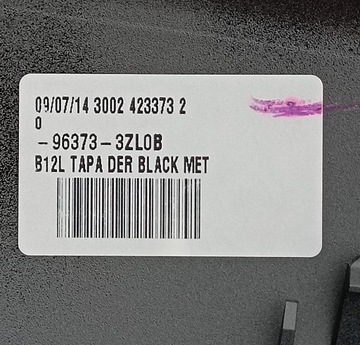 09/07/14 3002 423373 2
0
-96373-3ZL0B
B12L TAPA DER BLACK MET